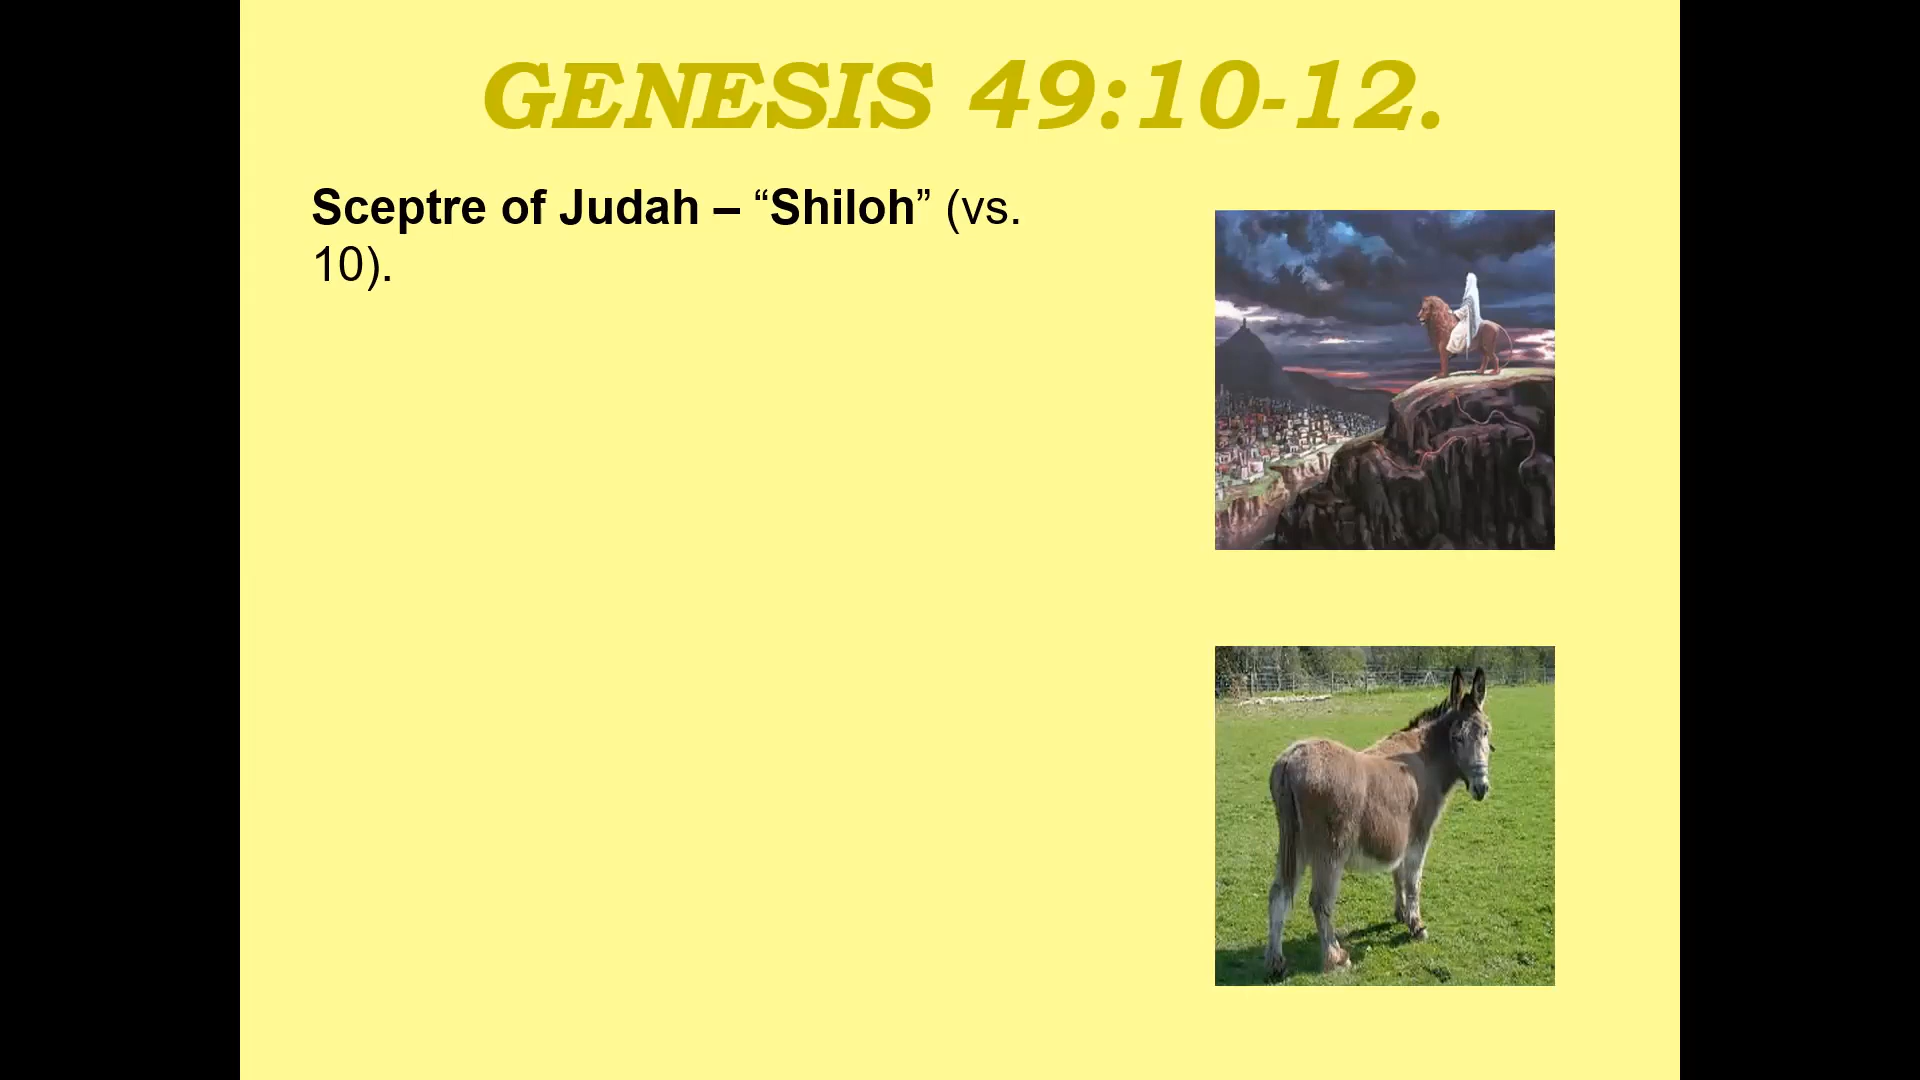 GENESIS 49:10-12.
Sceptre of Judah – “Shiloh” (vs.
10).